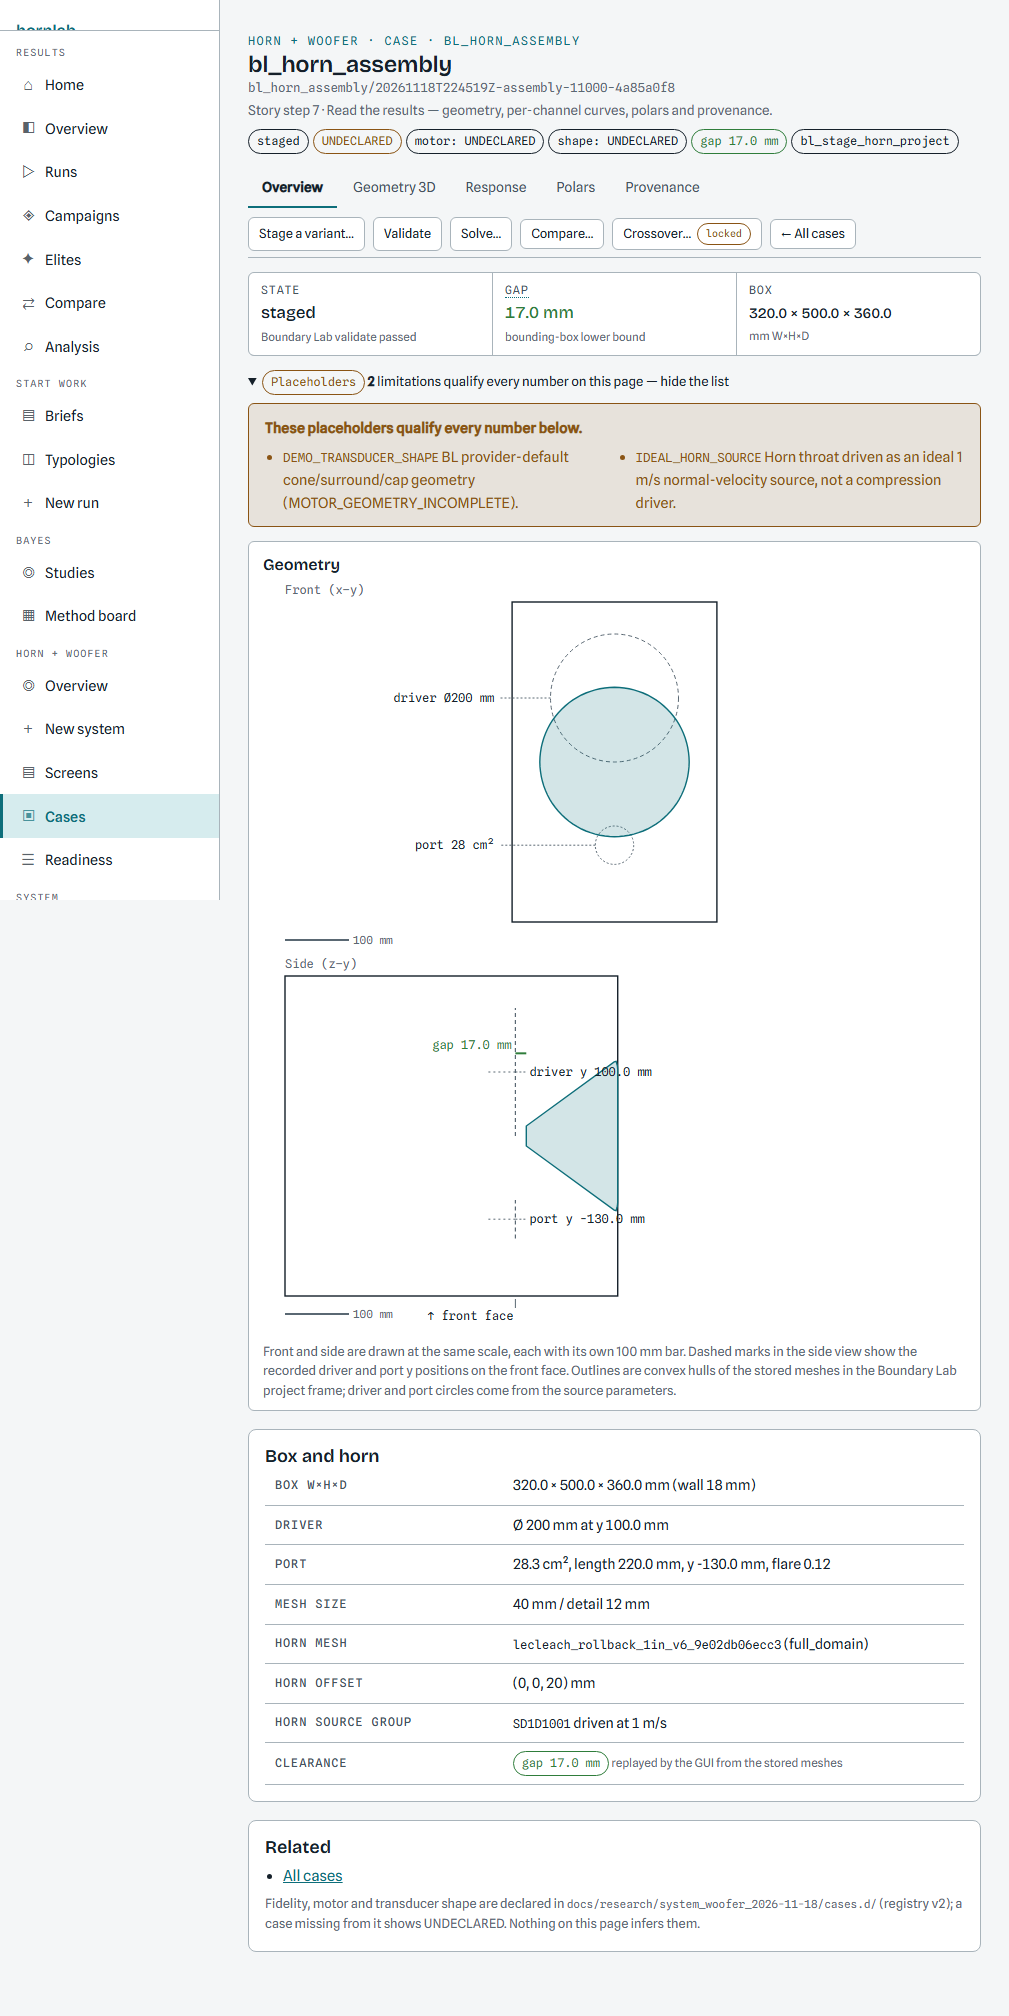 RESULTS
Home
Overview
Runs
Campaigns
Elites
Compare
Analysis
START WORK
Briefs
Typologies
New run
BAYES
Studies
Method board
HORN + WOOFER
Overview
New system
Screens
Cases
Readiness
SYSTEM
HORN + WOOFER · CASE · BL_HORN_ASSEMBLY
bl_horn_assembly
bl_horn_assembly/20261118T224519Z-assembly-11000-4a85a0f8
Story step 7 · Read the results — geometry, per-channel curves, polars and provenance.
staged UNDECLARED motor: UNDECLARED shape: UNDECLARED gap 17.0 mm bl_stage_horn_project
Overview Geometry 3D Response Polars Provenance
Stage a variant... Validate Solve... Compare... Crossover... locked ← All cases
STATE
staged
Boundary Lab validate passed
GAP
17.0 mm
bounding-box lower bound
BOX
320.0 × 500.0 × 360.0
mm W×H×D
▼ Placeholders 2 limitations qualify every number on this page — hide the list
These placeholders qualify every number below.
• DEMO_TRANSDUCER_SHAPE BL provider-default
cone/surround/cap geometry
(MOTOR_GEOMETRY_INCOMPLETE).
• IDEAL_HORN_SOURCE Horn throat driven as an ideal 1
m/s normal-velocity source, not a compression
driver.
Geometry
Front (x–y)
driver Ø200 mm
port 28 cm²
100 mm
Side (z–y)
gap 17.0 mm
driver y 100.0 mm
port y -130.0 mm
100 mm
↑ front face
Front and side are drawn at the same scale, each with its own 100 mm bar. Dashed marks in the side view show the
recorded driver and port y positions on the front face. Outlines are convex hulls of the stored meshes in the Boundary Lab
project frame; driver and port circles come from the source parameters.
Box and horn
BOX W×H×D 320.0 × 500.0 × 360.0 mm (wall 18 mm)
DRIVER Ø 200 mm at y 100.0 mm
PORT 28.3 cm², length 220.0 mm, y -130.0 mm, flare 0.12
MESH SIZE 40 mm / detail 12 mm
HORN MESH lecleach_rollback_1in_v6_9e02db06ecc3 (full_domain)
HORN OFFSET (0, 0, 20) mm
HORN SOURCE GROUP SD1D1001 driven at 1 m/s
CLEARANCE gap 17.0 mm replayed by the GUI from the stored meshes
Related
• All cases
Fidelity, motor and transducer shape are declared in docs/research/system_woofer_2026-11-18/cases.d/ (registry v2); a
case missing from it shows UNDECLARED. Nothing on this page infers them.